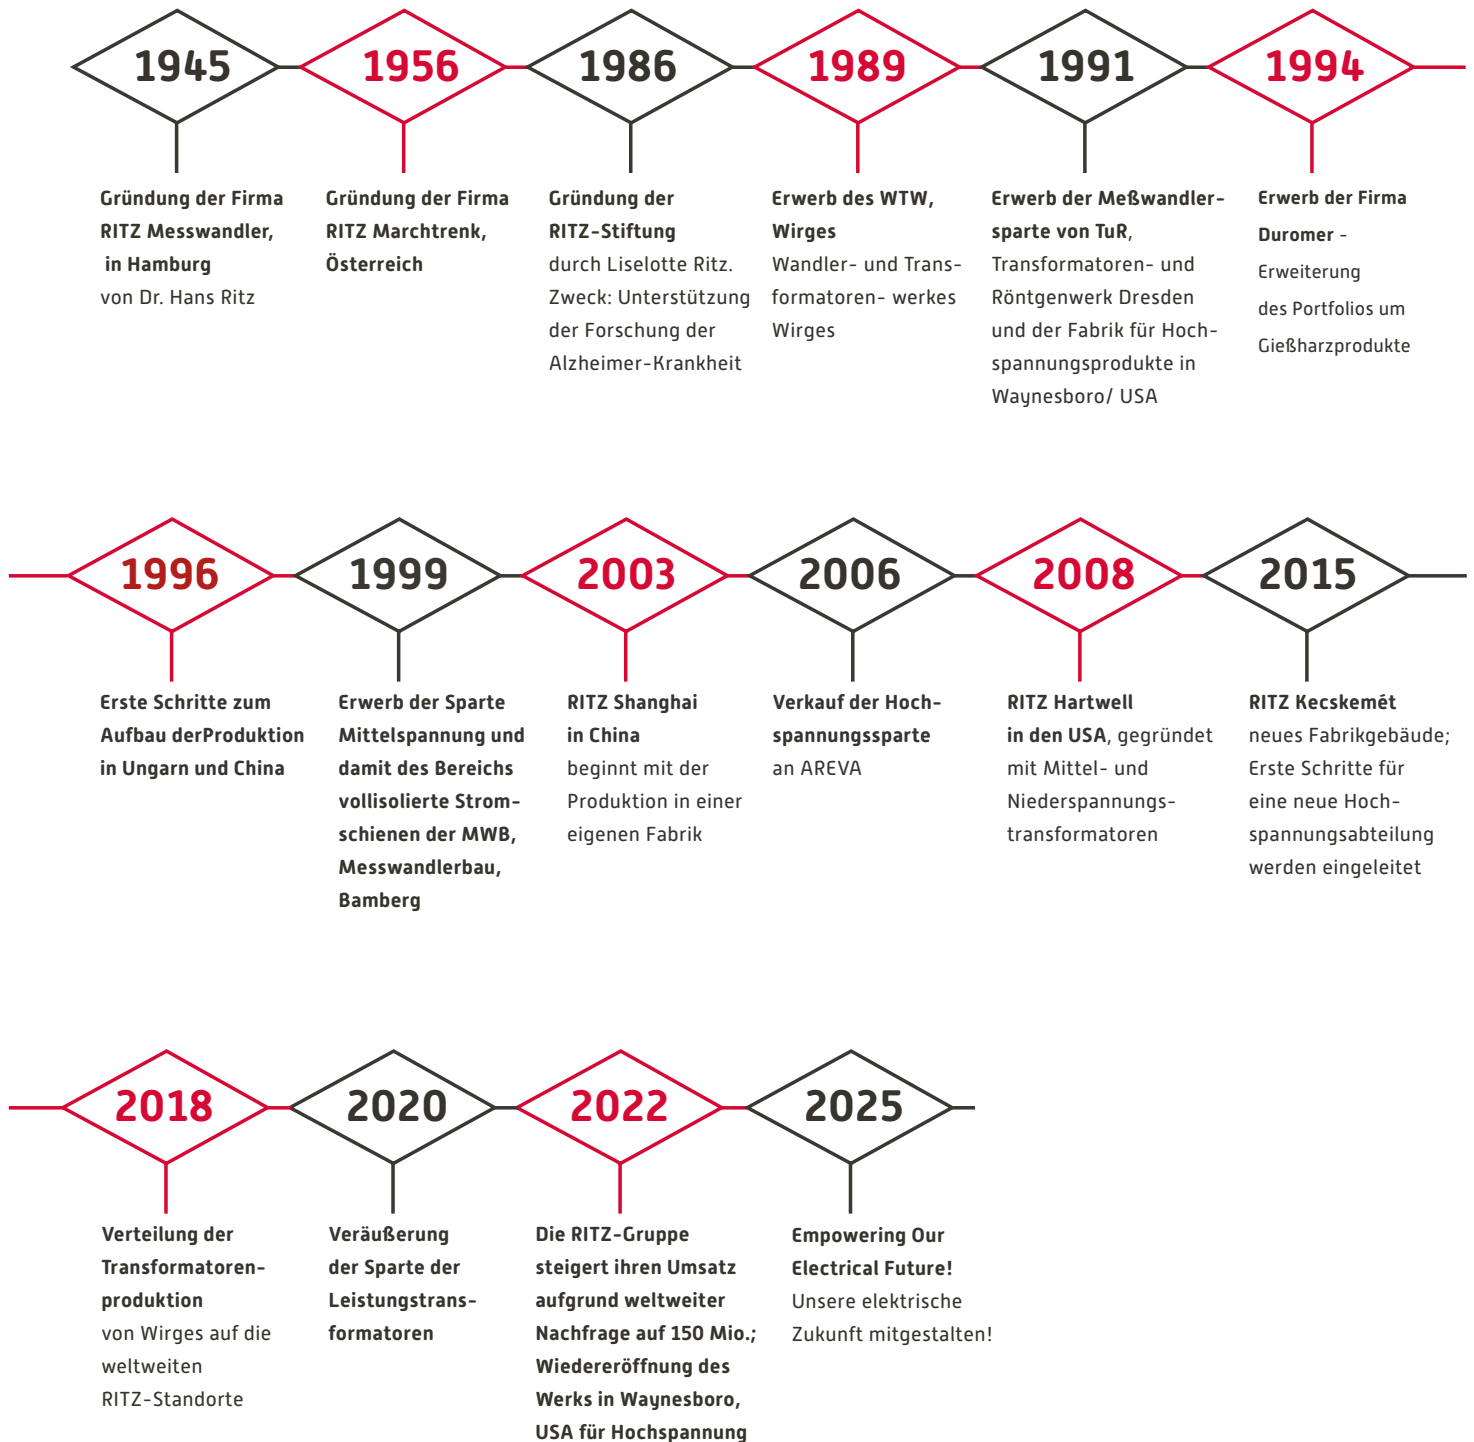 1945
Gründung der Firma
RITZ Messwandler,
in Hamburg
von Dr. Hans Ritz
1956
Gründung der Firma
RITZ Marchtrenk,
Österreich
1986
Gründung der
RITZ-Stiftung
durch Liselotte Ritz.
Zweck: Unterstützung
der Forschung der
Alzheimer-Krankheit
1989
Erwerb des WTW,
Wirges
Wandler- und Trans-
formatoren- werkes
Wirges
1991
Erwerb der Meßwandler-
sparte von TuR,
Transformatoren- und
Röntgenwerk Dresden
und der Fabrik für Hoch-
spannungsprodukte in
Waynesboro/ USA
1994
Erwerb der Firma
Duromer -
Erweiterung
des Portfolios um
Gießharzprodukte
1996
Erste Schritte zum
Aufbau derProduktion
in Ungarn und China
1999
Erwerb der Sparte
Mittelspannung und
damit des Bereichs
vollisolierte Strom-
schienen der MWB,
Messwandlerbau,
Bamberg
2003
RITZ Shanghai
in China
beginnt mit der
Produktion in einer
eigenen Fabrik
2006
Verkauf der Hoch-
spannungssparte
an AREVA
2008
RITZ Hartwell
in den USA, gegründet
mit Mittel- und
Niederspannungs-
transformatoren
2015
RITZ Kecskemét
neues Fabrikgebäude;
Erste Schritte für
eine neue Hoch-
spannungsabteilung
werden eingeleitet
2018
Verteilung der
Transformatoren-
produktion
von Wirges auf die
weltweiten
RITZ-Standorte
2020
Veräußerung
der Sparte der
Leistungstrans-
formatoren
2022
Die RITZ-Gruppe
steigert ihren Umsatz
aufgrund weltweiter
Nachfrage auf 150 Mio.;
Wiedereröffnung des
Werks in Waynesboro,
USA für Hochspannung
2025
Empowering Our
Electrical Future!
Unsere elektrische
Zukunft mitgestalten!